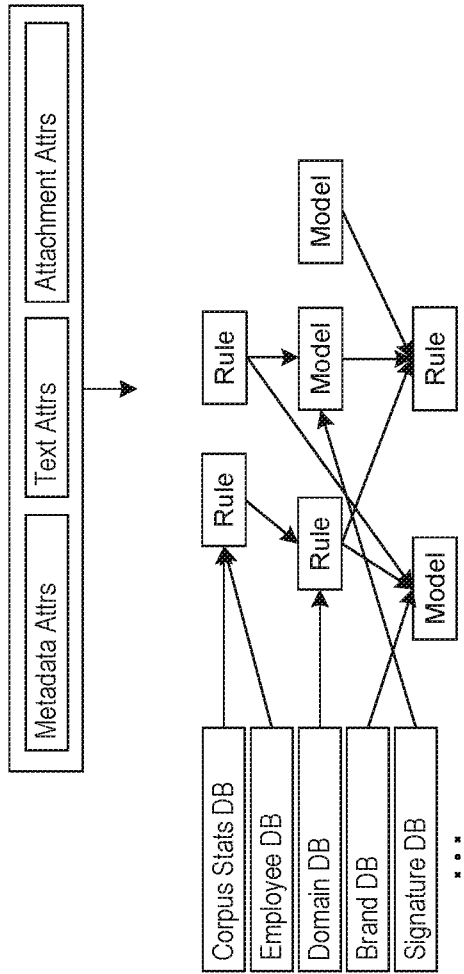 Metadata Attrs
Text Attrs
Attachment Attrs
Corpus Stats DB
Employee DB
Domain DB
Brand DB
Signature DB
Rule
Rule
Rule
Model
Model
Model
Rule